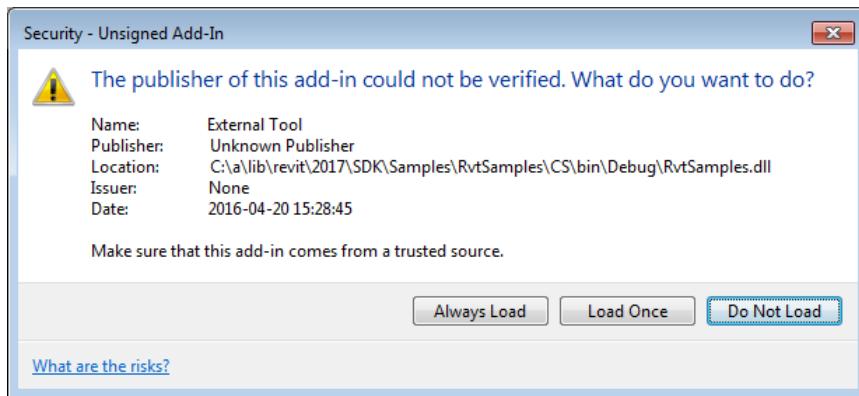 Security - Unsigned Add-In
The publisher of this add-in could not be verified. What do you want to do?
Name: External Tool
Publisher: Unknown Publisher
Location: C:\a\lib\revit\2017\SDK\Samples\RvtSamples\CS\bin\Debug\RvtSamples.dll
Issuer: None
Date: 2016-04-20 15:28:45
Make sure that this add-in comes from a trusted source.
Always Load Load Once Do Not Load
What are the risks?